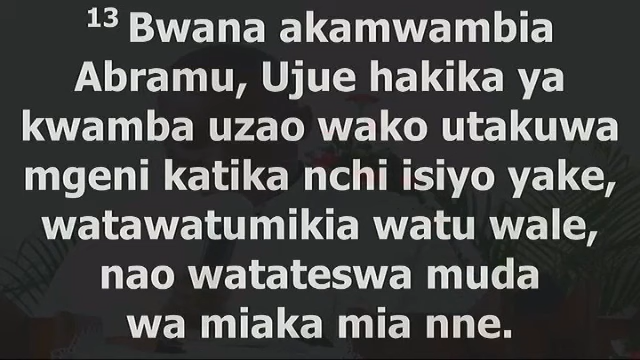 13 Bwana akamwambia
Abramu, Ujue hakika ya
kwamba uzao wako utakuwa
mgeni katika nchi isiyo yake,
watawatumikia watu wale,
nao watateswa muda
wa miaka mia nne.